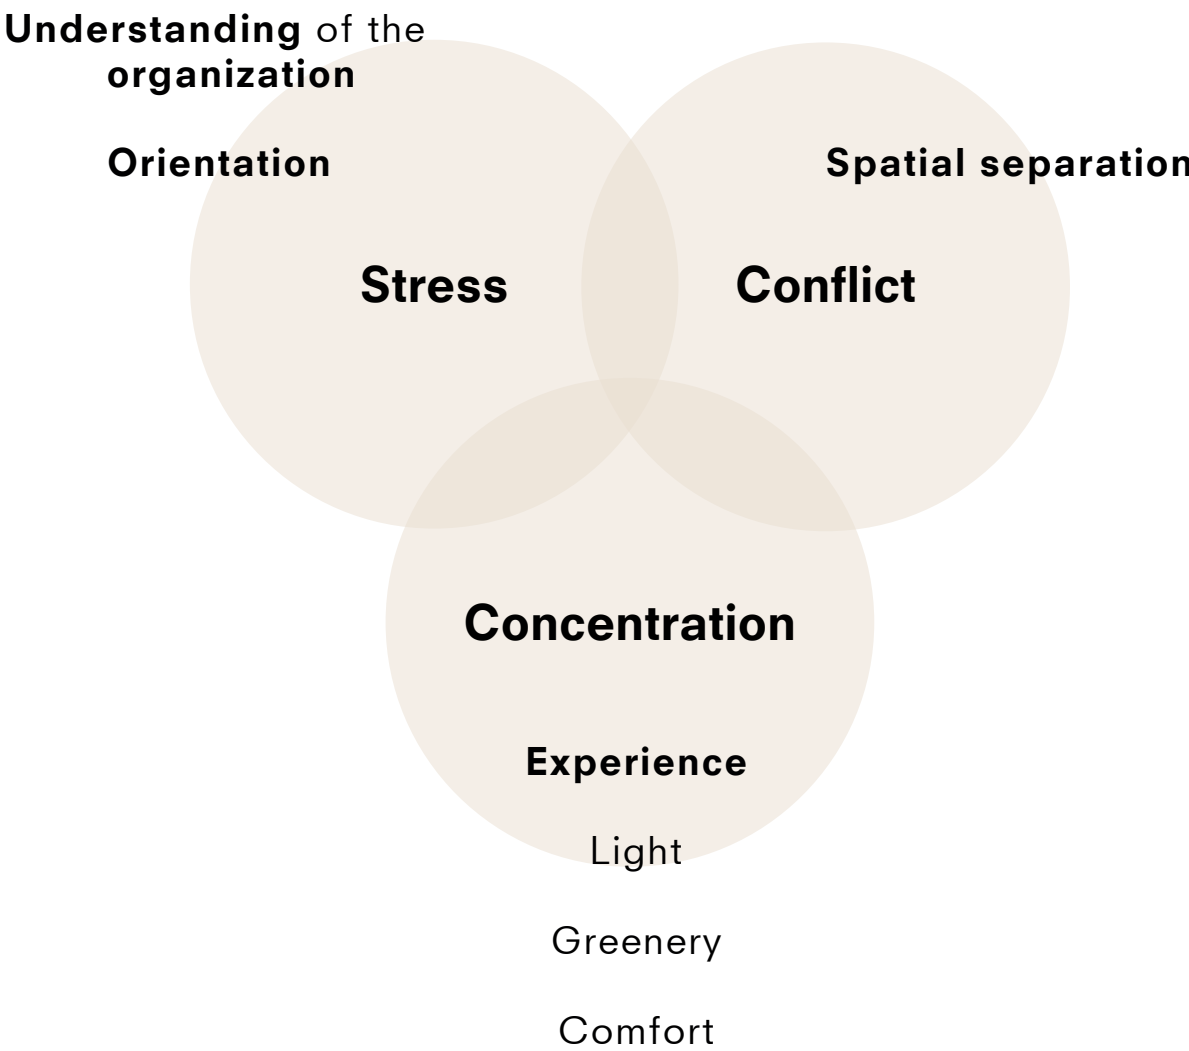 Understanding of the
organization
Orientation
Spatial separation
Stress
Conflict
Concentration
Experience
Light
Greenery
Comfort